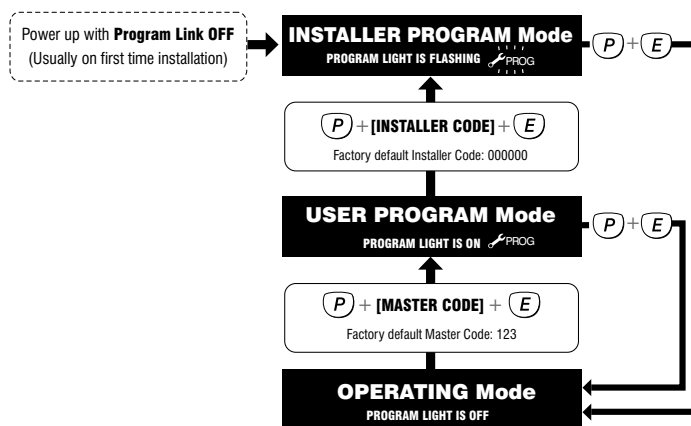 Power up with Program Link OFF
(Usually on first time installation)
INSTALLER PROGRAM Mode
PROGRAM LIGHT IS FLASHING PROG
P + E
P + [INSTALLER CODE] + E
Factory default Installer Code: 000000
USER PROGRAM Mode
PROGRAM LIGHT IS ON PROG
P + E
P + [MASTER CODE] + E
Factory default Master Code: 123
OPERATING Mode
PROGRAM LIGHT IS OFF